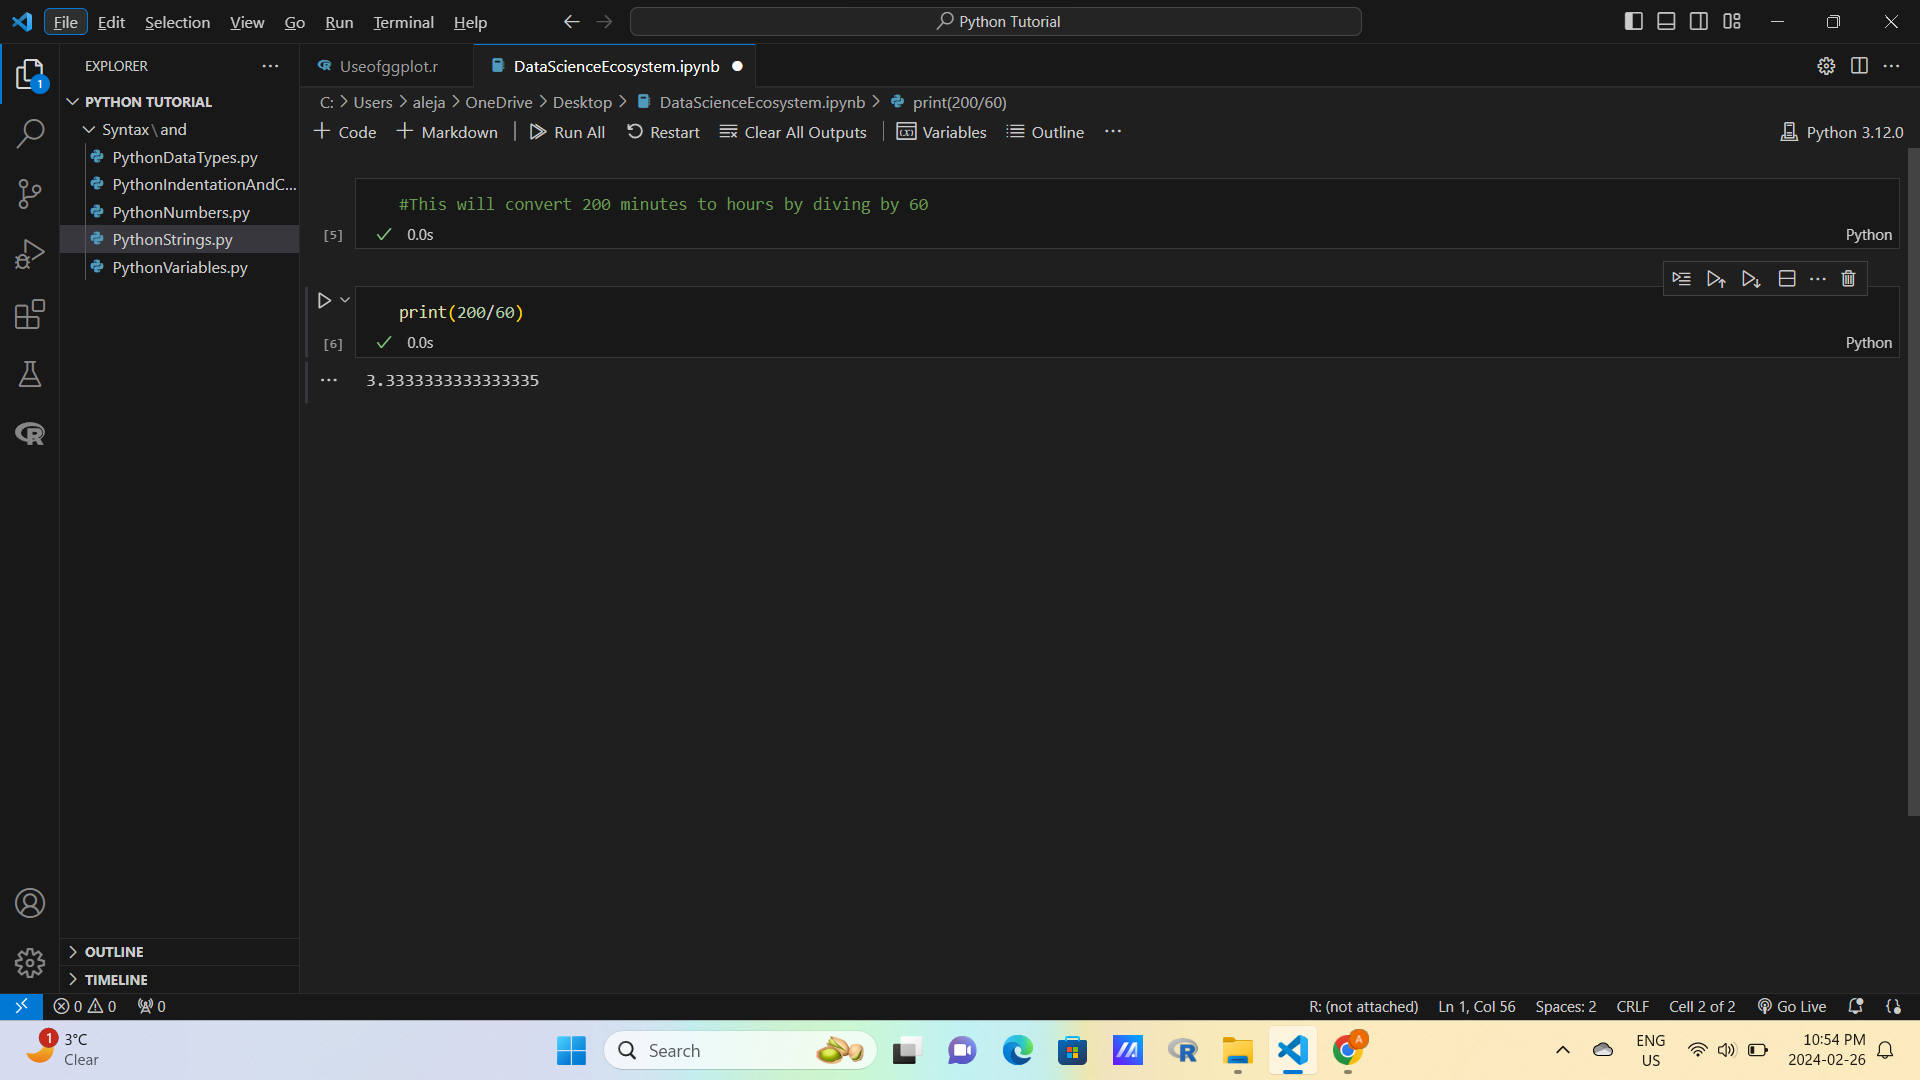 File Edit Selection View Go Run Terminal Help
Python Tutorial
EXPLORER
Useofggplot.r
DataScienceEcosystem.ipynb
PYTHON TUTORIAL
C: > Users > aleja > OneDrive > Desktop > DataScienceEcosystem.ipynb > print(200/60)
Syntax \ and
+ Code + Markdown | Run All Restart Clear All Outputs | Variables Outline ...
Python 3.12.0
PythonDataTypes.py
PythonIndentationAndC...
PythonNumbers.py
PythonStrings.py
PythonVariables.py
#This will convert 200 minutes to hours by diving by 60
[5] 0.0s Python
print(200/60)
[6] 0.0s Python
... 3.3333333333333335
OUTLINE
TIMELINE
1
0 0 0
R: (not attached) Ln 1, Col 56 Spaces: 2 CRLF Cell 2 of 2 Go Live
1
3°C
Clear
Search
A
ENG
US
10:54 PM
2024-02-26